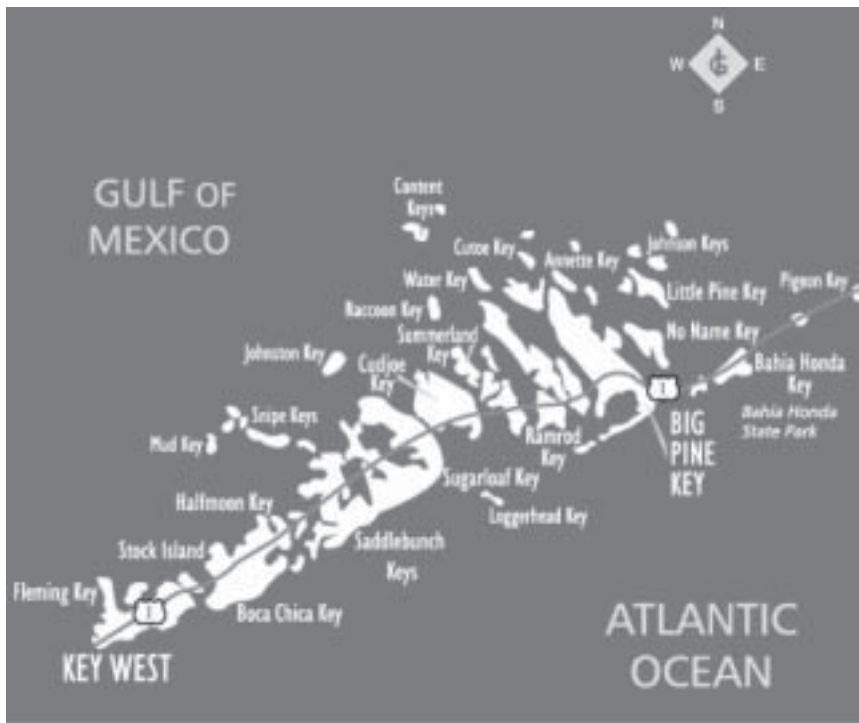 N
W E
S
GULF OF
MEXICO
Content
Keys
Cutoe Key
Annette Key
Johnson Keys
Water Key
Little Pine Key
Pigeon Key
Raccoon Key
Summerland
Key
No Name Key
Johnston Key
Cudjoe
Key
Bahia Honda
Key
1
Snipe Keys
BIG
PINE
KEY
Bahia Honda
State Park
Mud Key
Ramrod
Key
Sugarloaf Key
Halfmoon Key
Loggerhead Key
Stock Island
Saddlebunch
Keys
Fleming Key
1
Boca Chica Key
ATLANTIC
OCEAN
KEY WEST